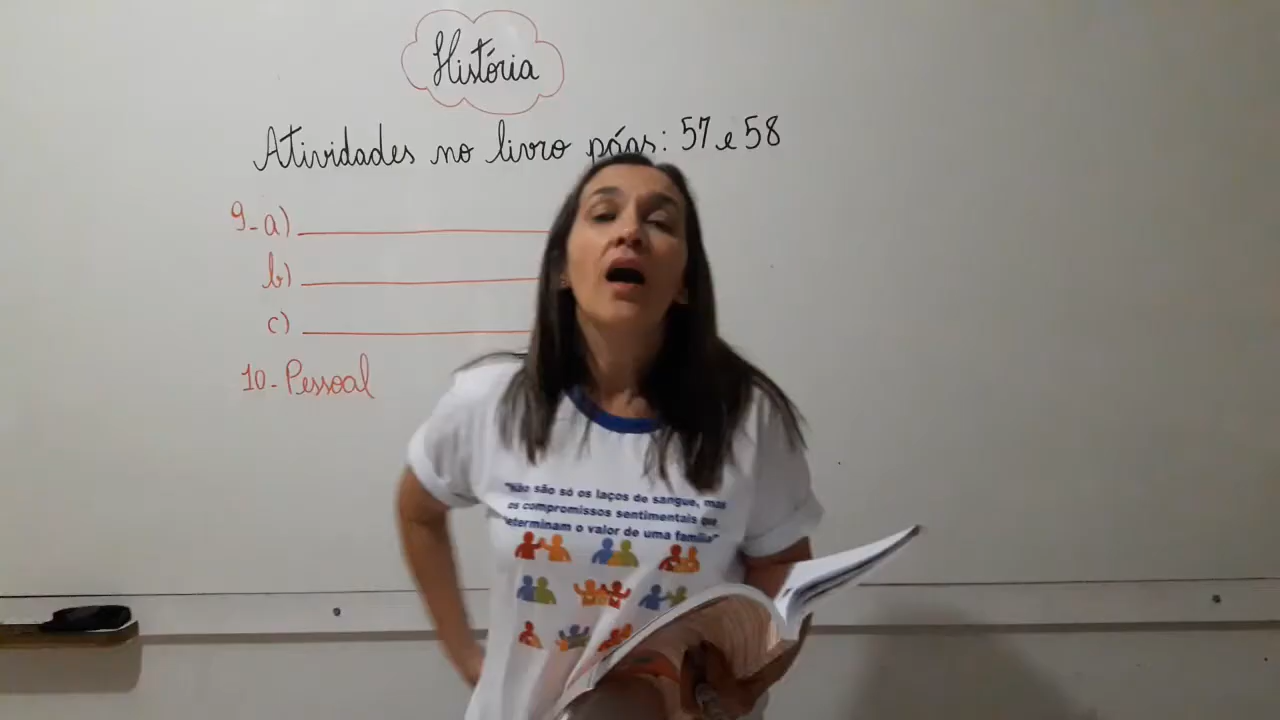 História
Atividades no livro págs: 57 e 58
9- a)
b)
c)
10- Pessoal
"Não são só os laços de sangue, mas
os compromissos sentimentais que
determinam o valor de uma família"